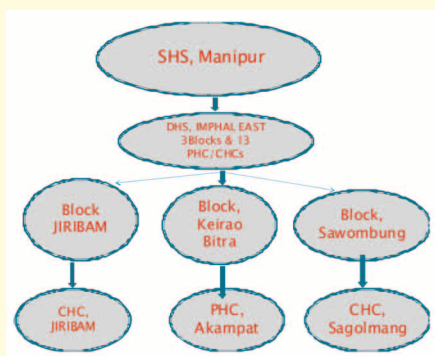 SHS, Manipur
DHS, IMPHAL EAST
3Blocks & 13
PHC/CHCs
Block
JIRIBAM
Block,
Keirao
Bitra
Block,
Sawombung
CHC,
JIRIBAM
PHC,
Akampat
CHC,
Sagolmang